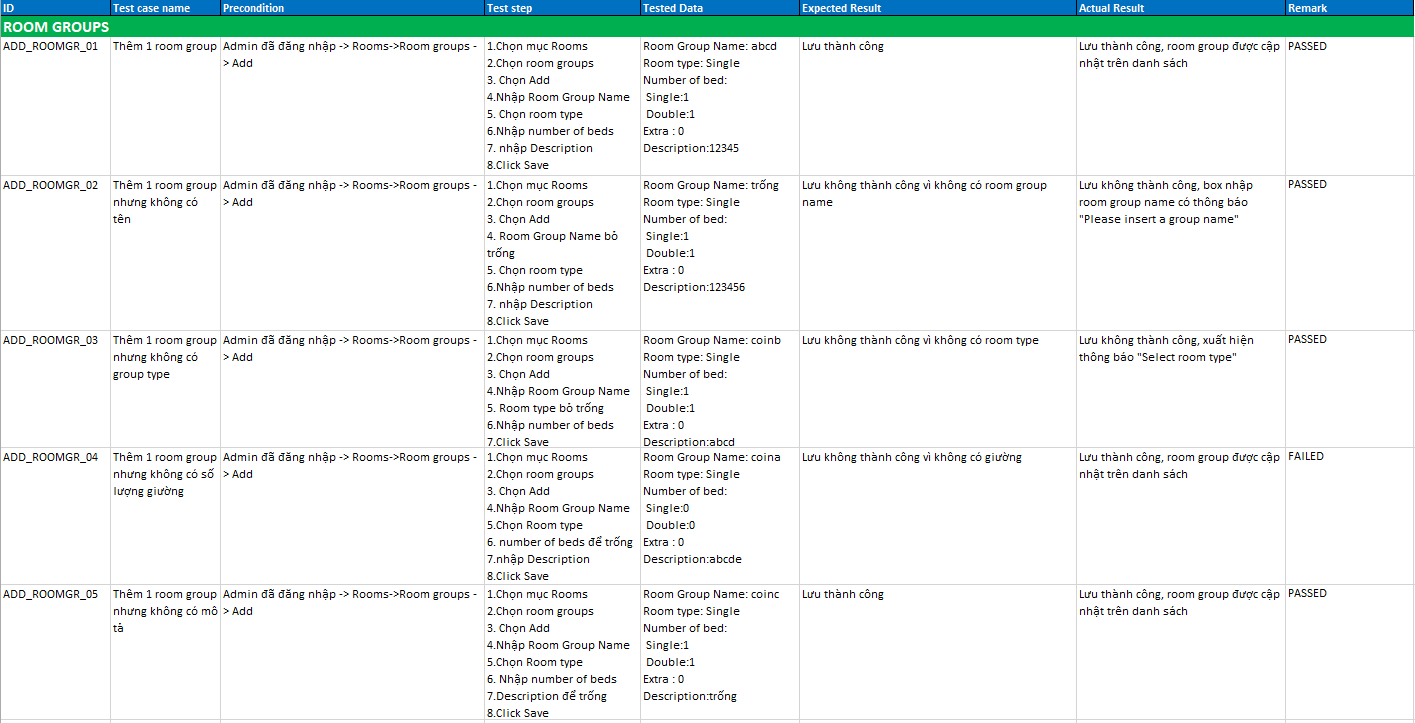 ID Test case name Precondition Test step Tested Data Expected Result Actual Result Remark
ROOM GROUPS
ADD_ROOMGR_01
Thêm 1 room group
Admin đã đăng nhập -> Rooms->Room groups -
> Add
1.Chọn mục Rooms
2.Chọn room groups
3. Chọn Add
4.Nhập Room Group Name
5. Chọn room type
6.Nhập number of beds
7. nhập Description
8.Click Save
Room Group Name: abcd
Room type: Single
Number of bed:
Single:1
Double:1
Extra : 0
Description:12345
Lưu thành công
Lưu thành công, room group được cập
nhật trên danh sách
PASSED
ADD_ROOMGR_02
Thêm 1 room group
nhưng không có
tên
Admin đã đăng nhập -> Rooms->Room groups -
> Add
1.Chọn mục Rooms
2.Chọn room groups
3. Chọn Add
4. Room Group Name bỏ
trống
5. Chọn room type
6.Nhập number of beds
7. nhập Description
8.Click Save
Room Group Name: trống
Room type: Single
Number of bed:
Single:1
Double:1
Extra : 0
Description:123456
Lưu không thành công vì không có room group
name
Lưu không thành công, box nhập
room group name có thông báo
"Please insert a group name"
PASSED
ADD_ROOMGR_03
Thêm 1 room group
nhưng không có
group type
Admin đã đăng nhập -> Rooms->Room groups -
> Add
1.Chọn mục Rooms
2.Chọn room groups
3. Chọn Add
4.Nhập Room Group Name
5. Room type bỏ trống
6.Nhập number of beds
7.Click Save
Room Group Name: coinb
Room type: Single
Number of bed:
Single:1
Double:1
Extra : 0
Description:abcd
Lưu không thành công vì không có room type
Lưu không thành công, xuất hiện
thông báo "Select room type"
PASSED
ADD_ROOMGR_04
Thêm 1 room group
nhưng không có số
lượng giường
Admin đã đăng nhập -> Rooms->Room groups -
> Add
1.Chọn mục Rooms
2.Chọn room groups
3. Chọn Add
4.Nhập Room Group Name
5.Chọn Room type
6. number of beds để trống
7.nhập Description
8.Click Save
Room Group Name: coina
Room type: Single
Number of bed:
Single:0
Double:0
Extra : 0
Description:abcde
Lưu không thành công vì không có giường
Lưu thành công, room group được cập
nhật trên danh sách
FAILED
ADD_ROOMGR_05
Thêm 1 room group
nhưng không có mô
tả
Admin đã đăng nhập -> Rooms->Room groups -
> Add
1.Chọn mục Rooms
2.Chọn room groups
3. Chọn Add
4.Nhập Room Group Name
5.Chọn Room type
6. Nhập number of beds
7.Description để trống
8.Click Save
Room Group Name: coinc
Room type: Single
Number of bed:
Single:1
Double:1
Extra : 0
Description:trống
Lưu thành công
Lưu thành công, room group được cập
nhật trên danh sách
PASSED